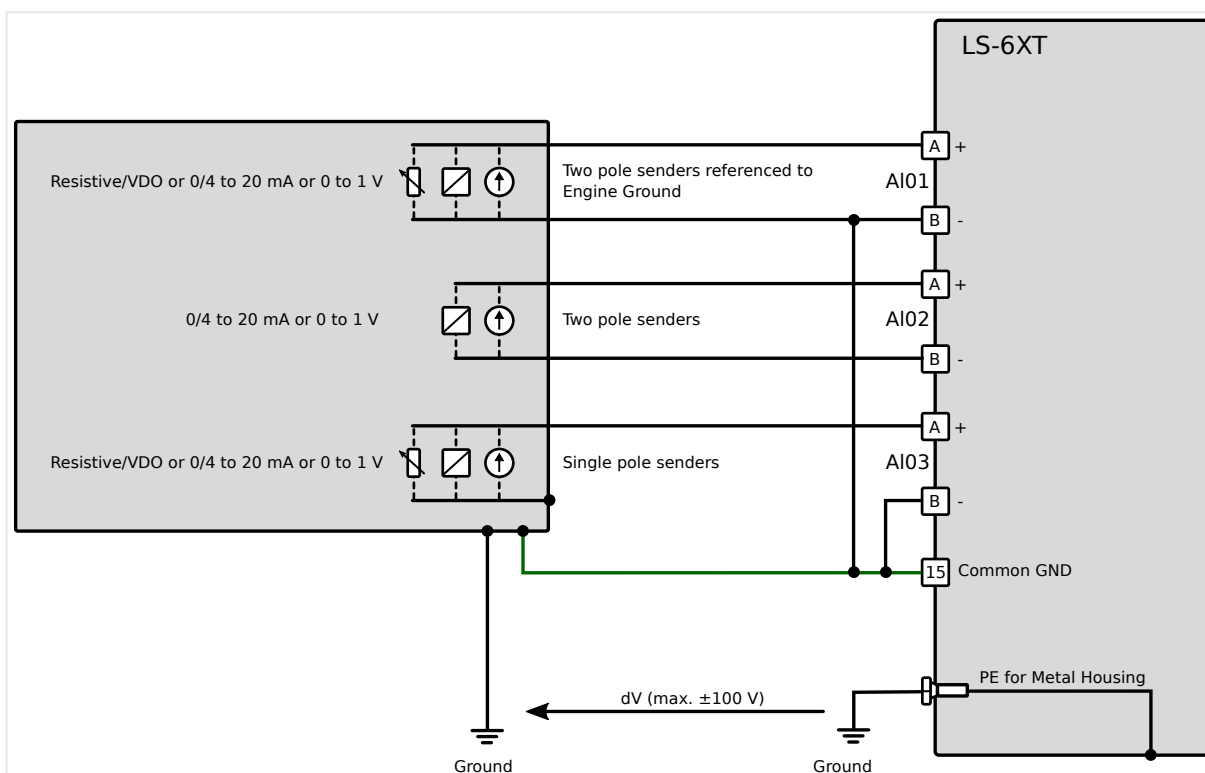 LS-6XT
A +
Resistive/VDO or 0/4 to 20 mA or 0 to 1 V
Two pole senders referenced to
Engine Ground
AI01
B -
A +
0/4 to 20 mA or 0 to 1 V
Two pole senders
AI02
B -
A +
Resistive/VDO or 0/4 to 20 mA or 0 to 1 V
Single pole senders
AI03
B -
15 Common GND
PE for Metal Housing
dV (max. ±100 V)
Ground
Ground